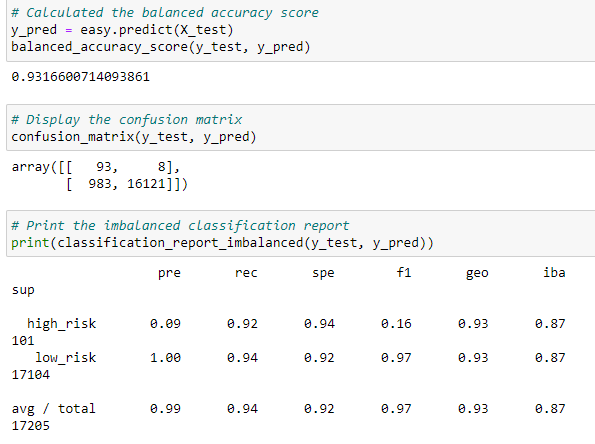 # Calculated the balanced accuracy score
y_pred = easy.predict(X_test)
balanced_accuracy_score(y_test, y_pred)
0.9316600714093861
# Display the confusion matrix
confusion_matrix(y_test, y_pred)
array([[   93,     8],
       [  983, 16121]])
# Print the imbalanced classification report
print(classification_report_imbalanced(y_test, y_pred))
                   pre       rec       spe        f1       geo       iba
sup
  high_risk       0.09      0.92      0.94      0.16      0.93      0.87
101
   low_risk       1.00      0.94      0.92      0.97      0.93      0.87
17104
avg / total       0.99      0.94      0.92      0.97      0.93      0.87
17205